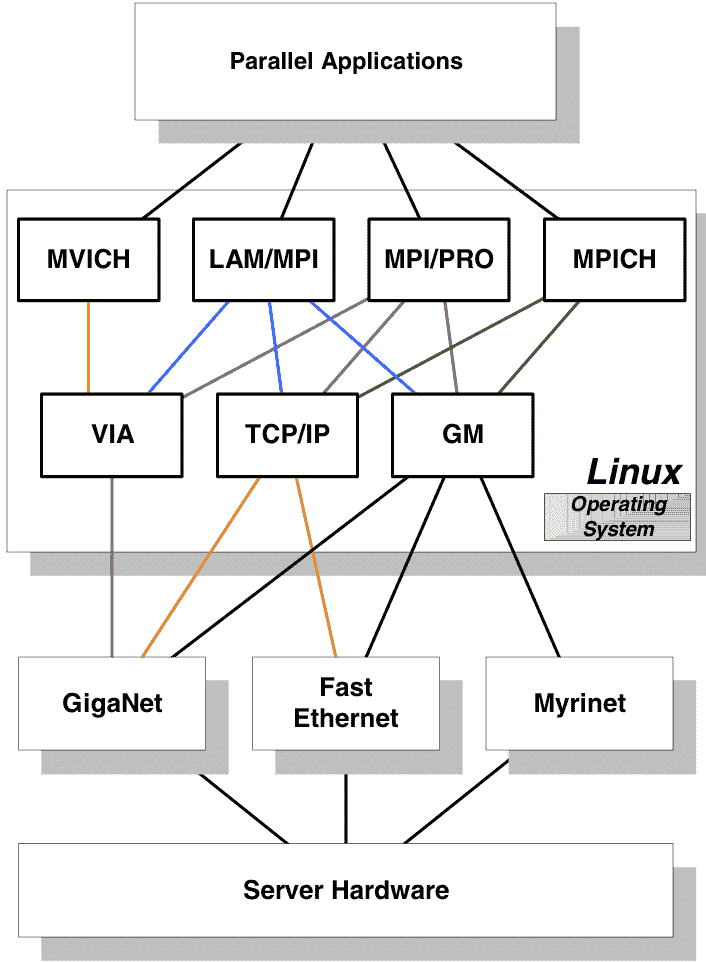 Parallel Applications
MVICH
LAM/MPI
MPI/PRO
MPICH
VIA
TCP/IP
GM
Linux
Operating
System
GigaNet
Fast
Ethernet
Myrinet
Server Hardware